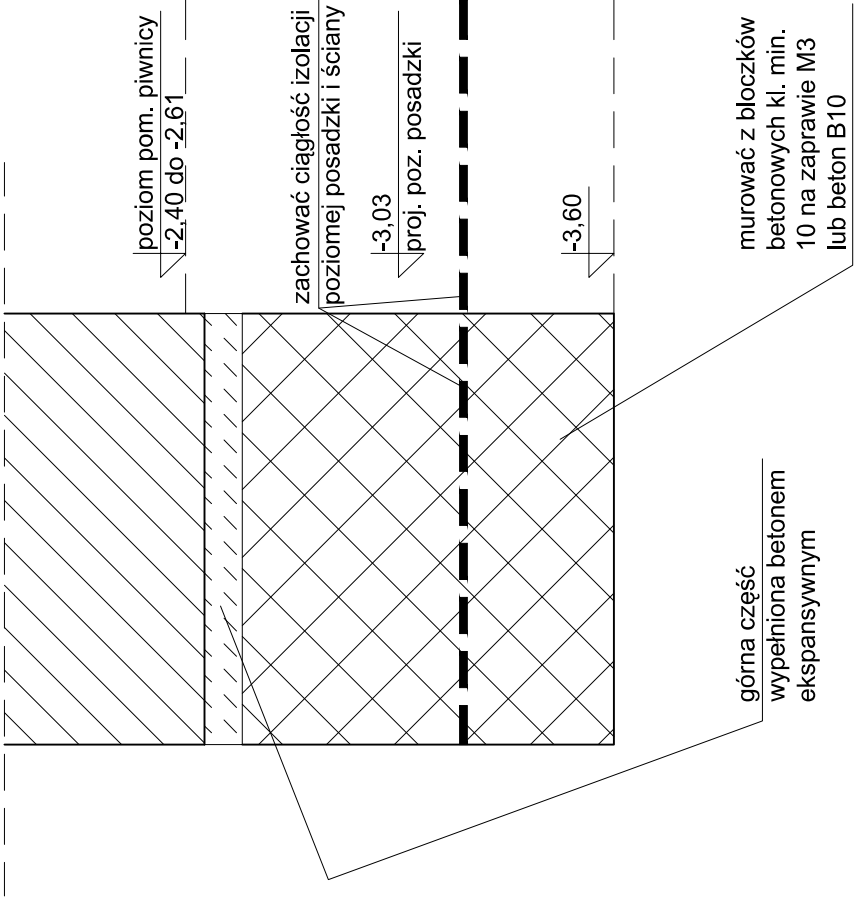 poziom pom. piwnicy
-2,40 do -2,61
zachować ciągłość izolacji
poziomej posadzki i ściany
-3,03
proj. poz. posadzki
-3,60
murować z bloczków
betonowych kl. min.
10 na zaprawie M3
lub beton B10
górna część
wypełniona betonem
ekspansywnym